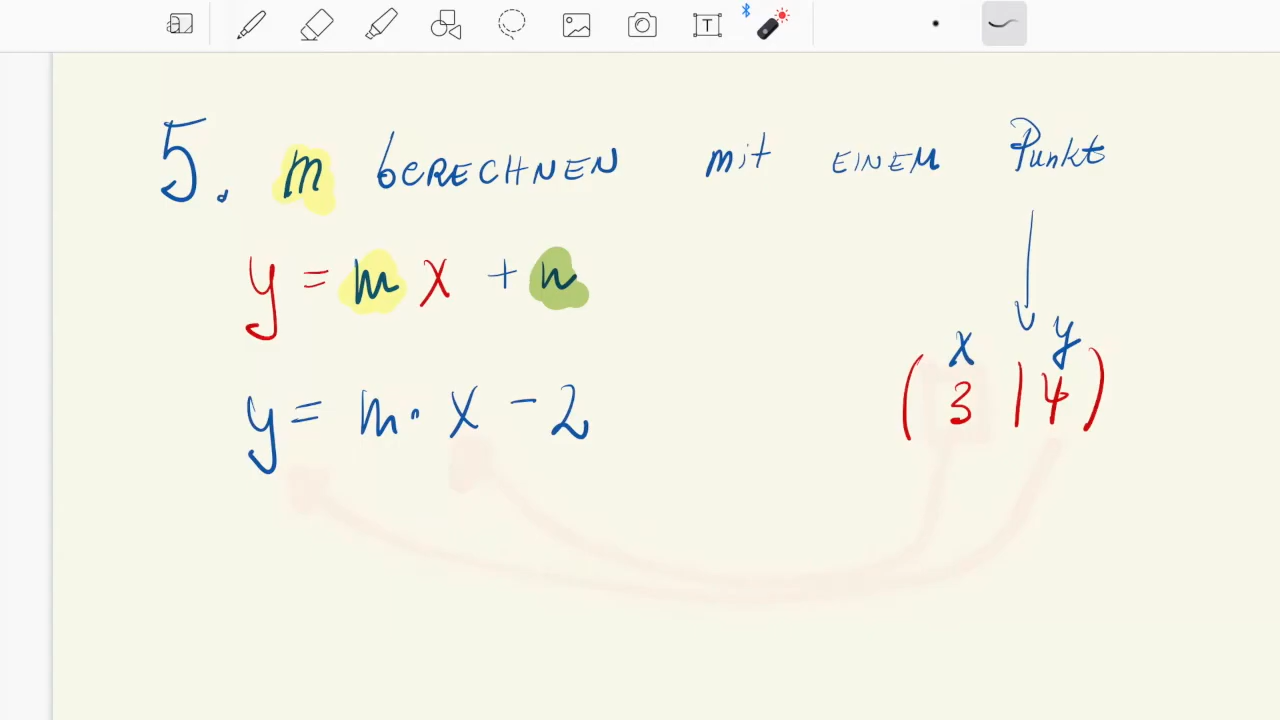 5. m berechnen mit einem Punkt
y = m x + n
x y
y = m · x - 2 ( 3 | 4 )